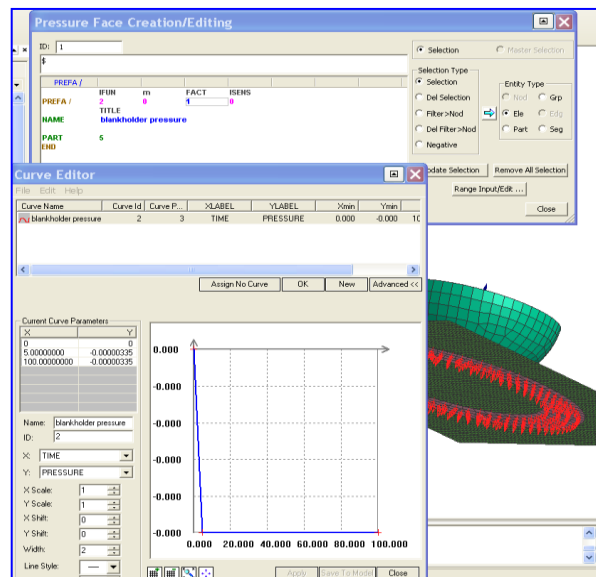 Pressure Face Creation/Editing
ID: 1
$
PREFA /
IFUN m FACT ISENS
PREFA / 2 0 1 0
TITLE
NAME blankholder pressure
PART 5
END
Selection Master Selection
Selection Type
Selection
Del Selection
Filter>Nod
Del Filter>Nod
Negative
Entity Type
Nod Grp
Ele Edg
Part Seg
pdate Selection Remove All Selection
Range Input/Edit ...
Close
Curve Editor
File Edit Help
Curve Name Curve Id Curve P... XLABEL YLABEL Xmin Ymin
blankholder pressure 2 3 TIME PRESSURE 0.000 -0.000 10
Assign No Curve OK New Advanced <<
Current Curve Parameters
X Y
0 0
5.00000000 -0.00000335
100.00000000 -0.00000335
Name: blankholder pressure
ID: 2
X: TIME
Y: PRESSURE
X Scale: 1
Y Scale: 1
X Shift: 0
Y Shift: 0
Width: 2
Line Style:
0.000
-0.000
-0.000
-0.000
-0.000
-0.000
0.000 20.000 40.000 60.000 80.000 100.000
Apply Save To Model Close